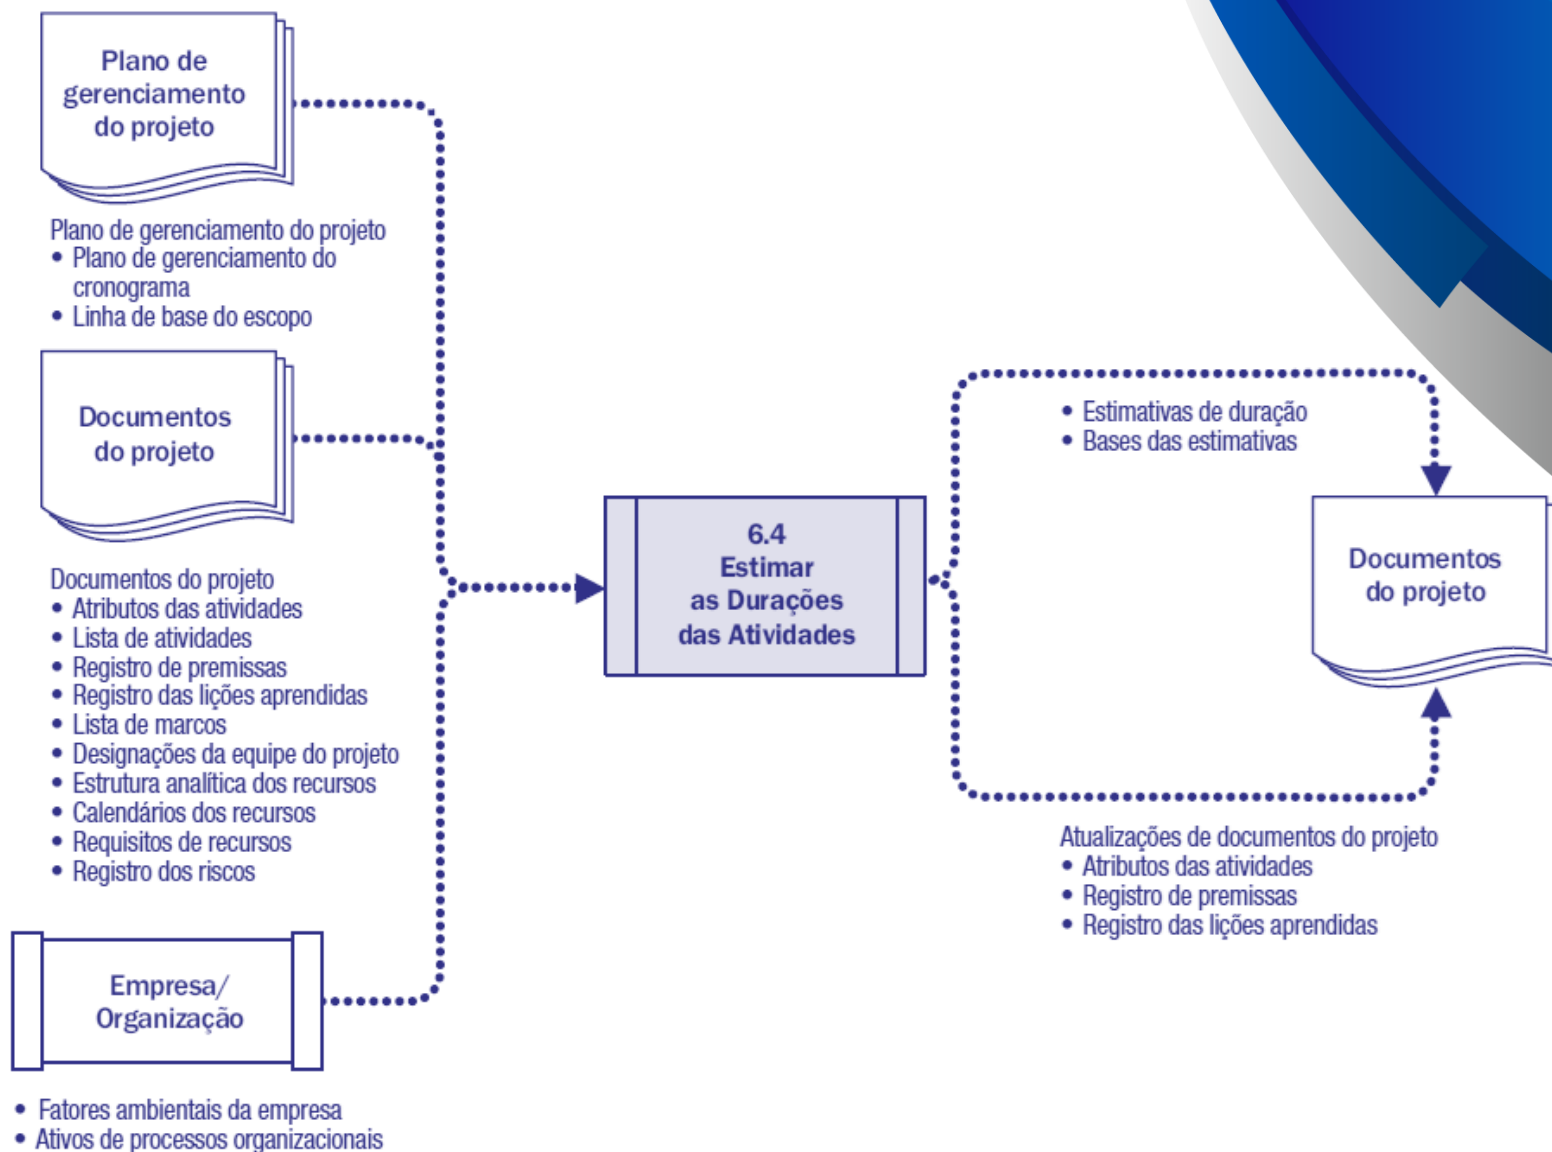 Plano de
gerenciamento
do projeto
Plano de gerenciamento do projeto
• Plano de gerenciamento do
cronograma
• Linha de base do escopo
Documentos
do projeto
Documentos do projeto
• Atributos das atividades
• Lista de atividades
• Registro de premissas
• Registro das lições aprendidas
• Lista de marcos
• Designações da equipe do projeto
• Estrutura analítica dos recursos
• Calendários dos recursos
• Requisitos de recursos
• Registro dos riscos
Empresa/
Organização
• Fatores ambientais da empresa
• Ativos de processos organizacionais
6.4
Estimar
as Durações
das Atividades
• Estimativas de duração
• Bases das estimativas
Documentos
do projeto
Atualizações de documentos do projeto
• Atributos das atividades
• Registro de premissas
• Registro das lições aprendidas